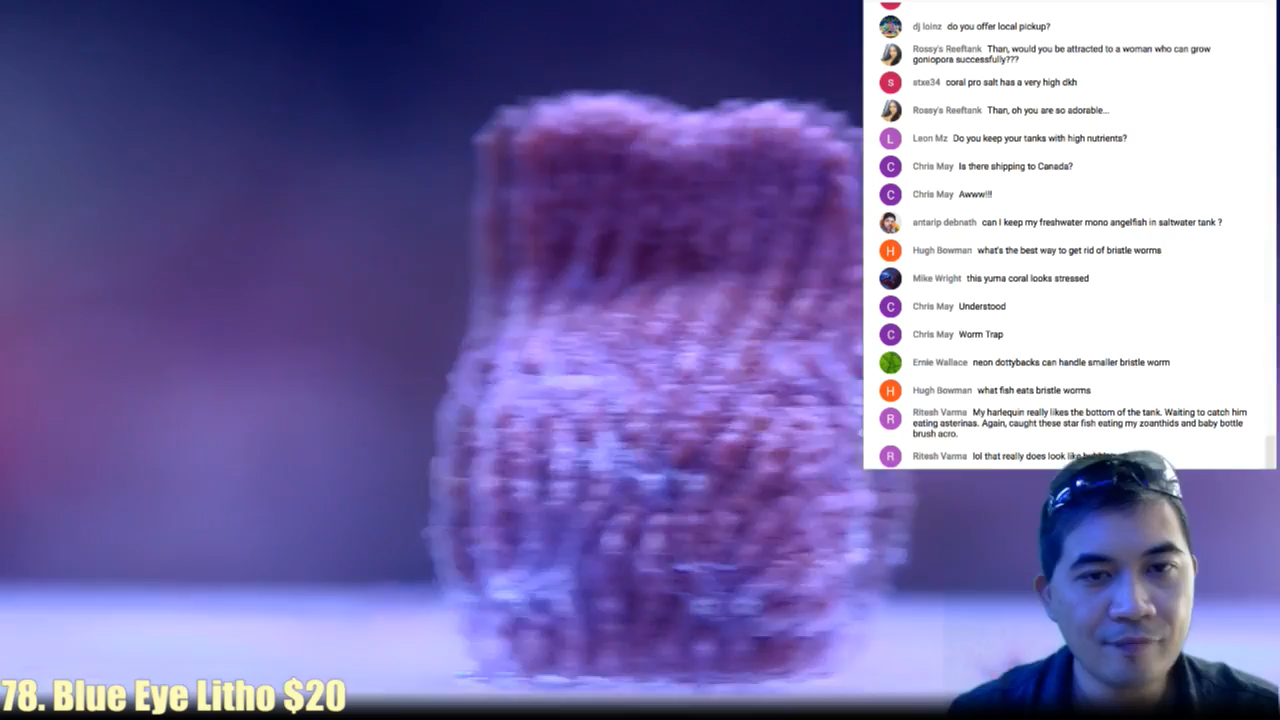 dj loinz do you offer local pickup?
Rossy's Reeftank Than, would you be attracted to a woman who can grow
goniopora successfully???
S stxe34 coral pro salt has a very high dkh
Rossy's Reeftank Than, oh you are so adorable...
L Leon Mz Do you keep your tanks with high nutrients?
C Chris May Is there shipping to Canada?
C Chris May Awww!!!
antarip debnath can I keep my freshwater mono angelfish in saltwater tank ?
H Hugh Bowman what's the best way to get rid of bristle worms
Mike Wright this yuma coral looks stressed
C Chris May Understood
C Chris May Worm Trap
Ernie Wallace neon dottybacks can handle smaller bristle worm
H Hugh Bowman what fish eats bristle worms
R Ritesh Varma My harlequin really likes the bottom of the tank. Waiting to catch him
eating asterinas. Again, caught these star fish eating my zoanthids and baby bottle
brush acro.
R Ritesh Varma lol that really does look like
78. Blue Eye Litho $20